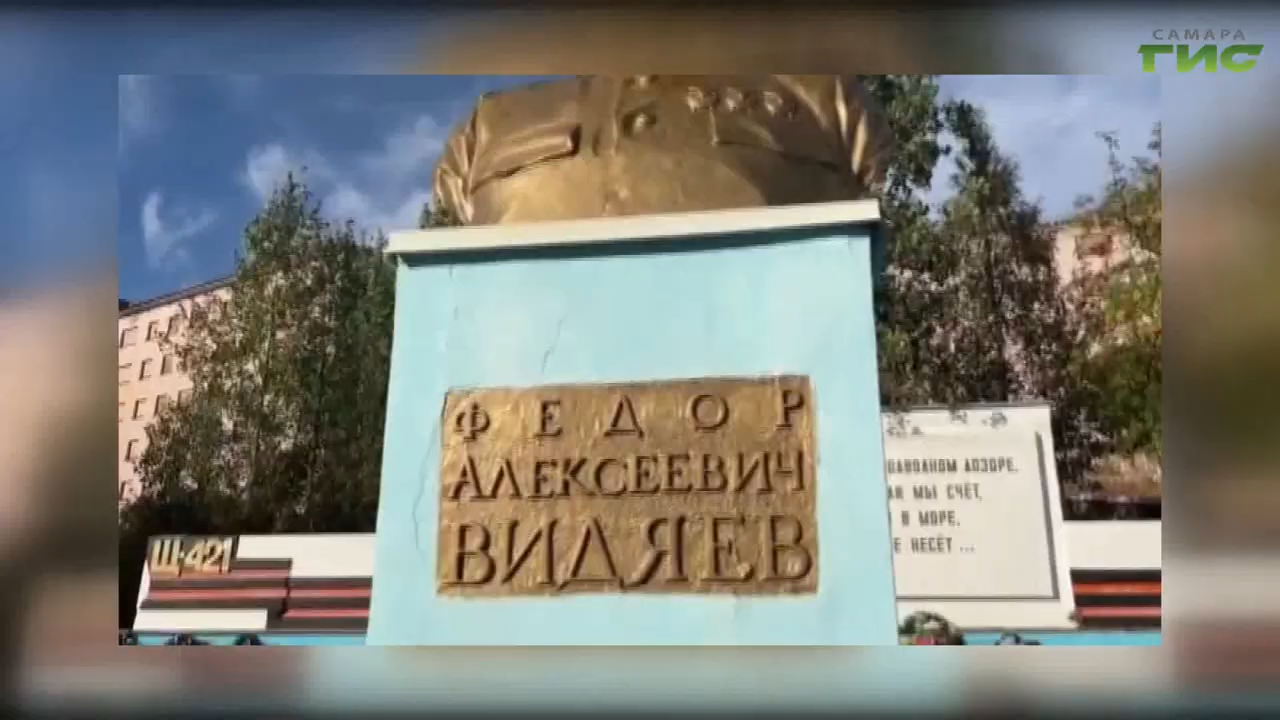 САМАРА
ГИС
ФЕДОР
АЛЕКСЕЕВИЧ
ВИДЯЕВ
Щ-421
ДОЗОРЕ,
МЫ СЧЁТ,
В МОРЕ,
НЕСЁТ...